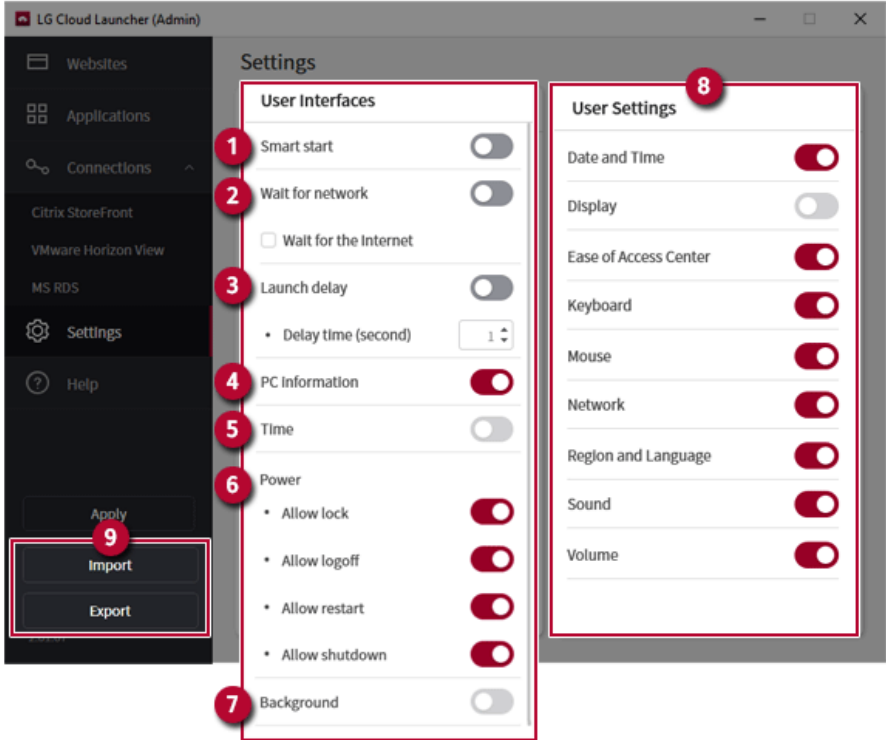 LG Cloud Launcher (Admin)
Websites
Applications
Connections
Citrix StoreFront
VMware Horizon View
MS RDS
Settings
Help
Apply
9
Import
Export
Settings
User Interfaces
1 Smart start
2 Wait for network
Wait for the Internet
3 Launch delay
• Delay time (second) 1
4 PC Information
5 Time
6 Power
• Allow lock
• Allow logoff
• Allow restart
• Allow shutdown
7 Background
8
User Settings
Date and Time
Display
Ease of Access Center
Keyboard
Mouse
Network
Region and Language
Sound
Volume